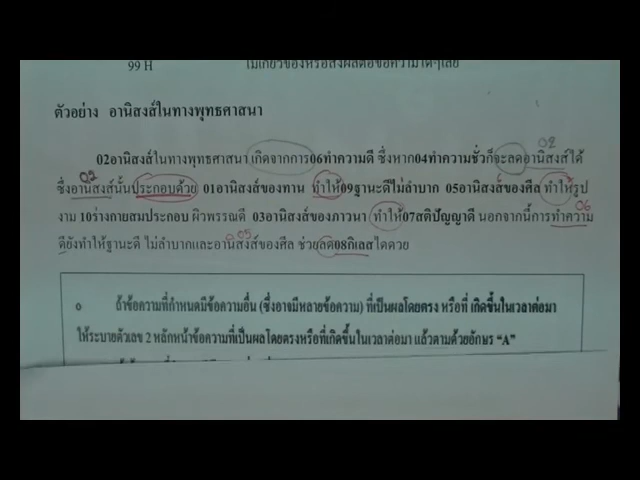 99 H ไม่เกี่ยวข้องหรือส่งผลต่อข้อความใดๆเลย
ตัวอย่าง อานิสงส์ในทางพุทธศาสนา
02
02อานิสงส์ในทางพุทธศาสนา เกิดจากการ06ทำความดี ซึ่งหาก04ทำความชั่วก็จะลดอานิสงส์ได้
02
ซึ่งอานิสงส์นั้นประกอบด้วย 01อานิสงส์ของทาน ทำให้09ฐานะดีไม่ลำบาก 05อานิสงส์ของศีล ทำให้รูป
06
งาม 10ร่างกายสมประกอบ ผิวพรรณดี 03อานิสงส์ของภาวนา ทำให้07สติปัญญาดี นอกจากนี้การทำความ
05
ดียังทำให้ฐานะดี ไม่ลำบากและอานิสงส์ของศีล ช่วยลด08กิเลสได้ด้วย
o ถ้าข้อความที่กำหนดมีข้อความอื่น (ซึ่งอาจมีหลายข้อความ) ที่เป็นผลโดยตรง หรือที่ เกิดขึ้นในเวลาต่อมา
ให้ระบายตัวเลข 2 หลักหน้าข้อความที่เป็นผลโดยตรงหรือที่เกิดขึ้นในเวลาต่อมา แล้วตามด้วยอักษร "A"